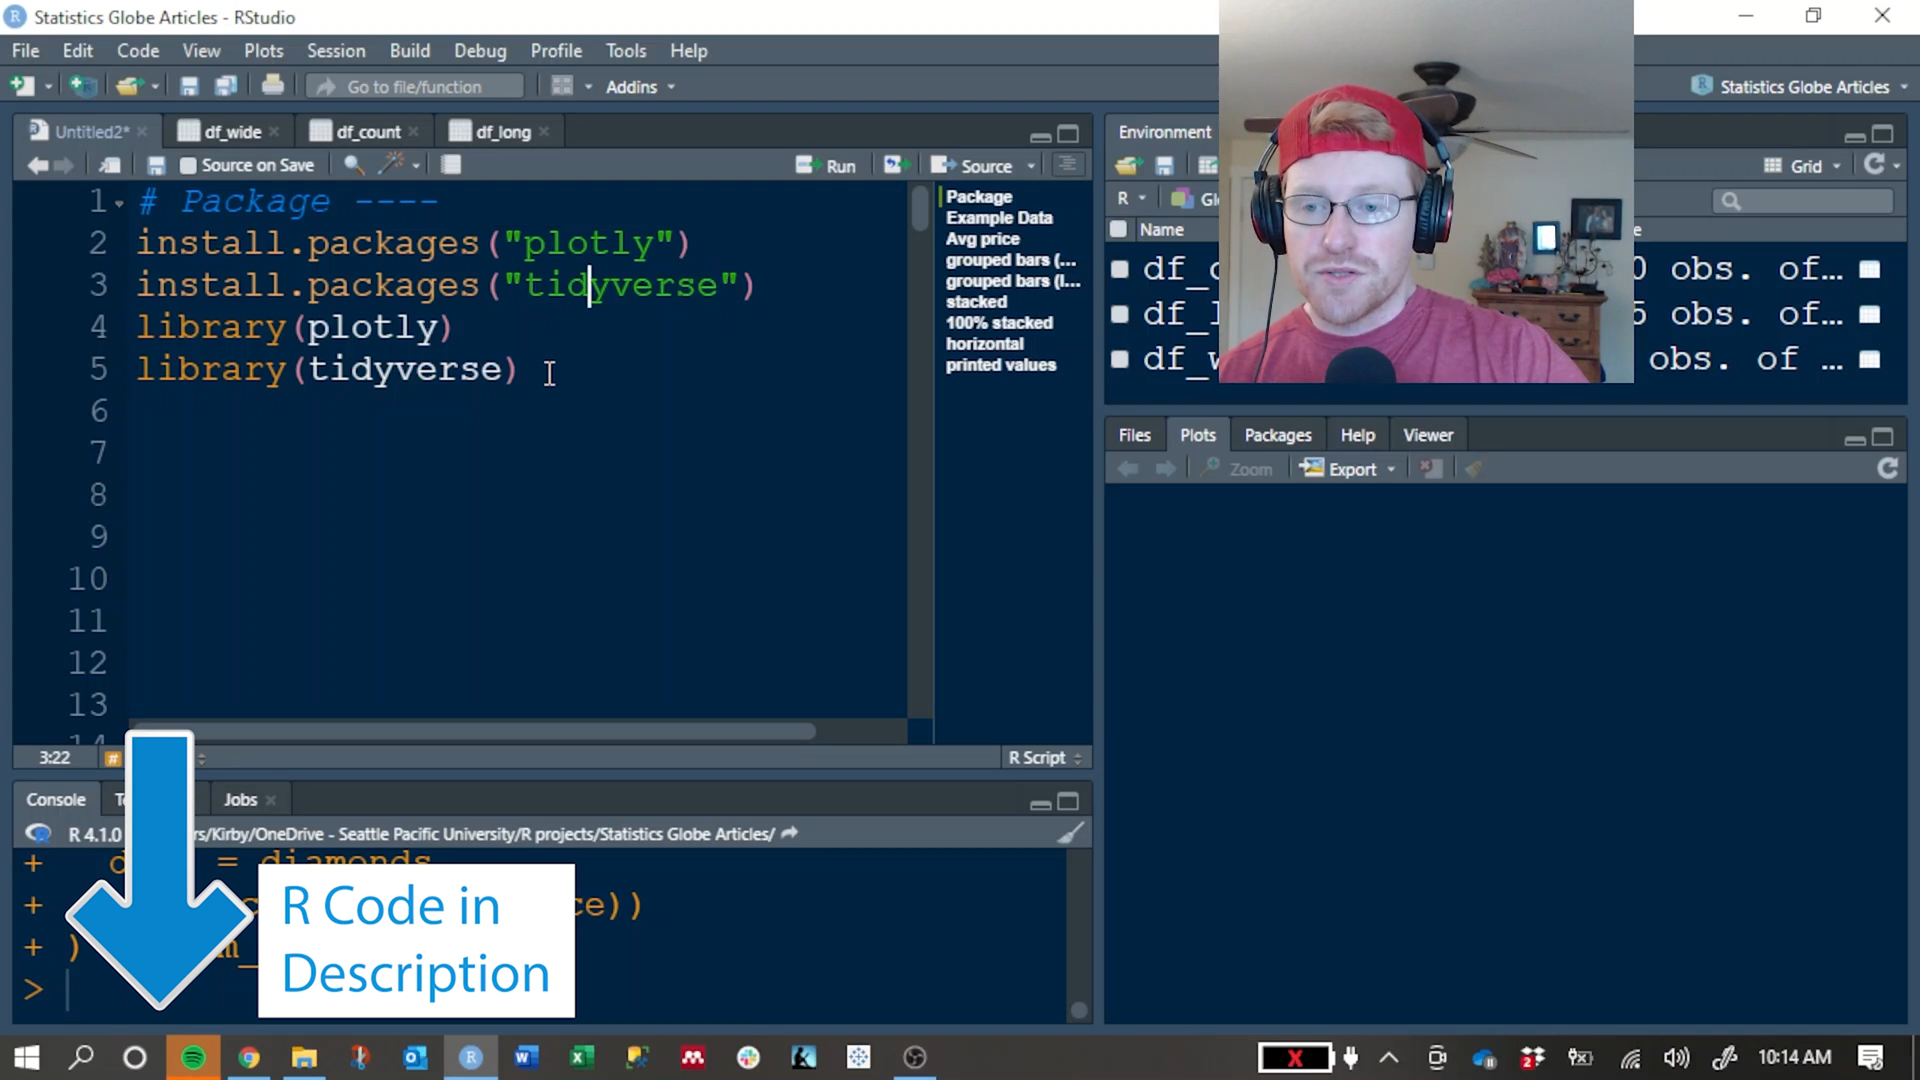 Statistics Globe Articles - RStudio
File Edit Code View Plots Session Build Debug Profile Tools Help
Go to file/function Addins Statistics Globe Articles
Untitled2* df_wide df_count df_long
Source on Save Run Source
1 # Package ----
2 install.packages("plotly")
3 install.packages("tidyverse")
4 library(plotly)
5 library(tidyverse)
6
7
8
9
10
11
12
13
14
Package
Example Data
Avg price
grouped bars (...
grouped bars (l...
stacked
100% stacked
horizontal
printed values
3:22 R Script
Environment
Grid
R
Name
obs. of...
obs. of...
obs. of ...
Files Plots Packages Help Viewer
Zoom Export
Console Jobs
R 4.1.0 /Kirby/OneDrive - Seattle Pacific University/R projects/Statistics Globe Articles/
+ = diamonds
+ ))
+ )
>
R Code in
Description
10:14 AM